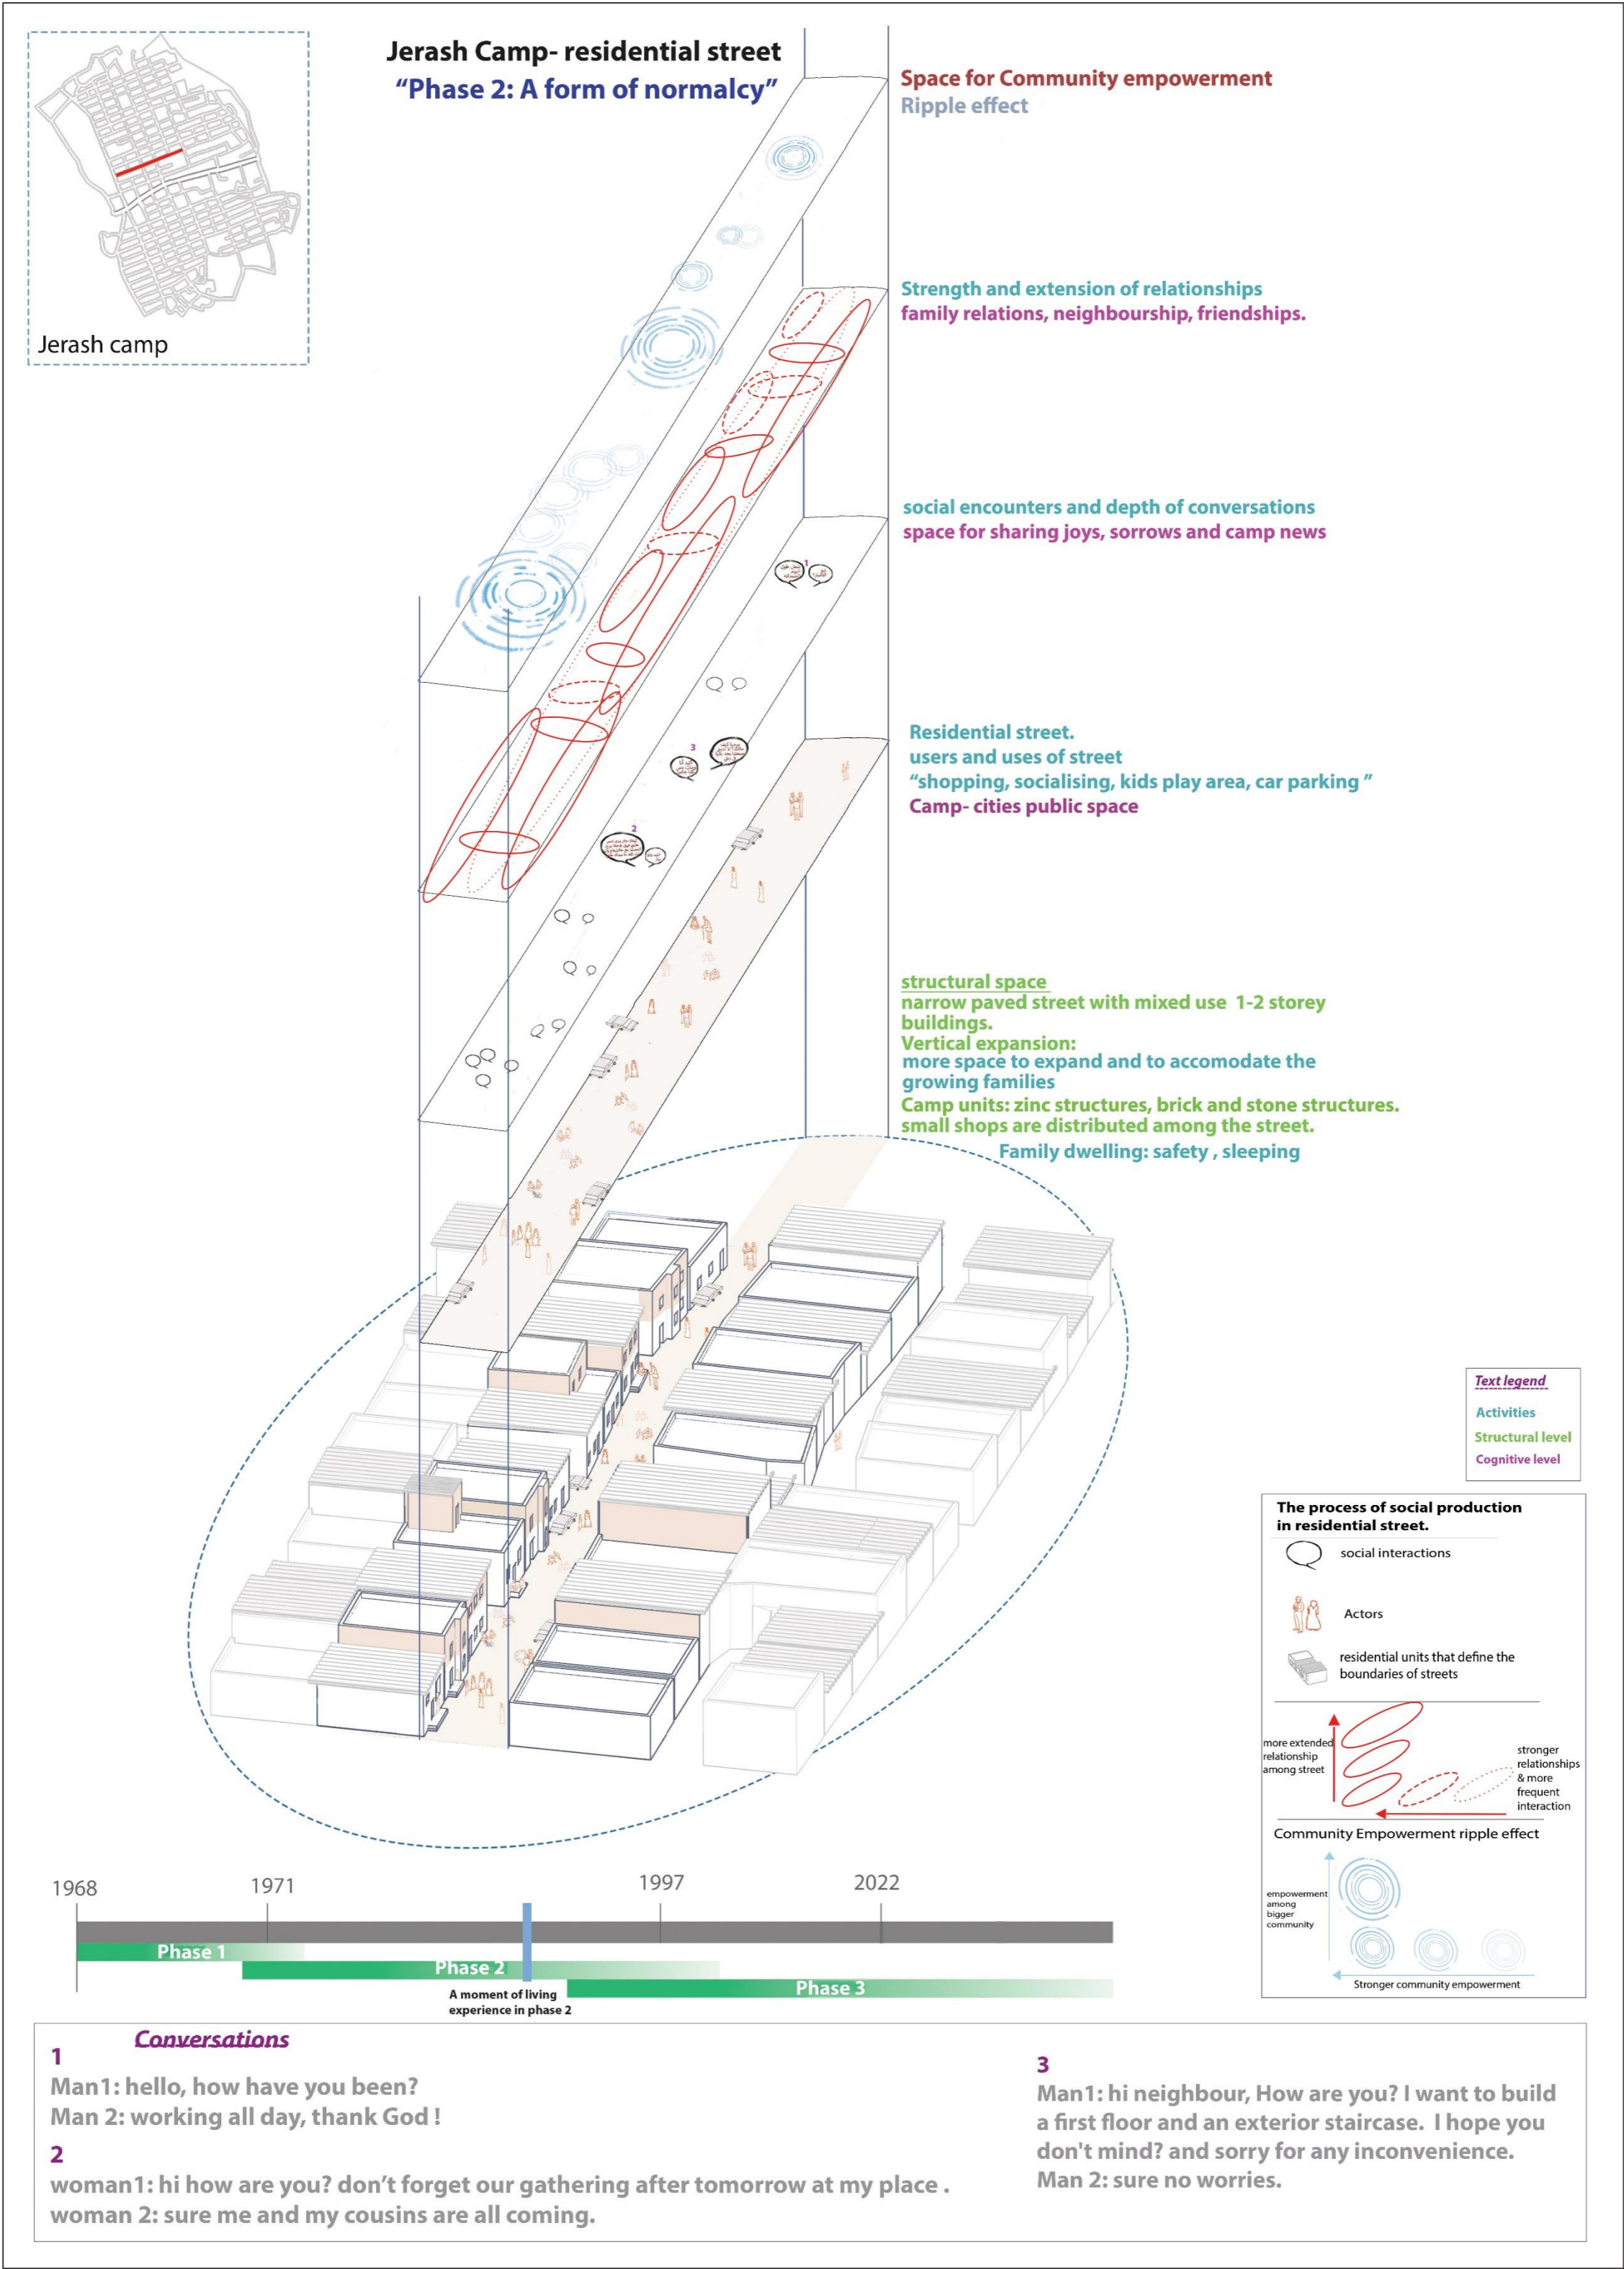 Jerash Camp- residential street
“Phase 2: A form of normalcy”
Jerash camp
Space for Community empowerment
Ripple effect
Strength and extension of relationships
family relations, neighbourship, friendships.
social encounters and depth of conversations
space for sharing joys, sorrows and camp news
1
3
2
Residential street.
users and uses of street
“shopping, socialising, kids play area, car parking ”
Camp- cities public space
structural space
narrow paved street with mixed use 1-2 storey
buildings.
Vertical expansion:
more space to expand and to accomodate the
growing families
Camp units: zinc structures, brick and stone structures.
small shops are distributed among the street.
Family dwelling: safety , sleeping
Text legend
Activities
Structural level
Cognitive level
The process of social production
in residential street.
social interactions
Actors
residential units that define the
boundaries of streets
more extended
relationship
among street
stronger
relationships
& more
frequent
interaction
Community Empowerment ripple effect
empowerment
among
bigger
community
Stronger community empowerment
1968
1971
1997
2022
Phase 1
Phase 2
Phase 3
A moment of living
experience in phase 2
Conversations
1
Man1: hello, how have you been?
Man 2: working all day, thank God !
2
woman1: hi how are you? don’t forget our gathering after tomorrow at my place .
woman 2: sure me and my cousins are all coming.
3
Man1: hi neighbour, How are you? I want to build
a first floor and an exterior staircase. I hope you
don't mind? and sorry for any inconvenience.
Man 2: sure no worries.